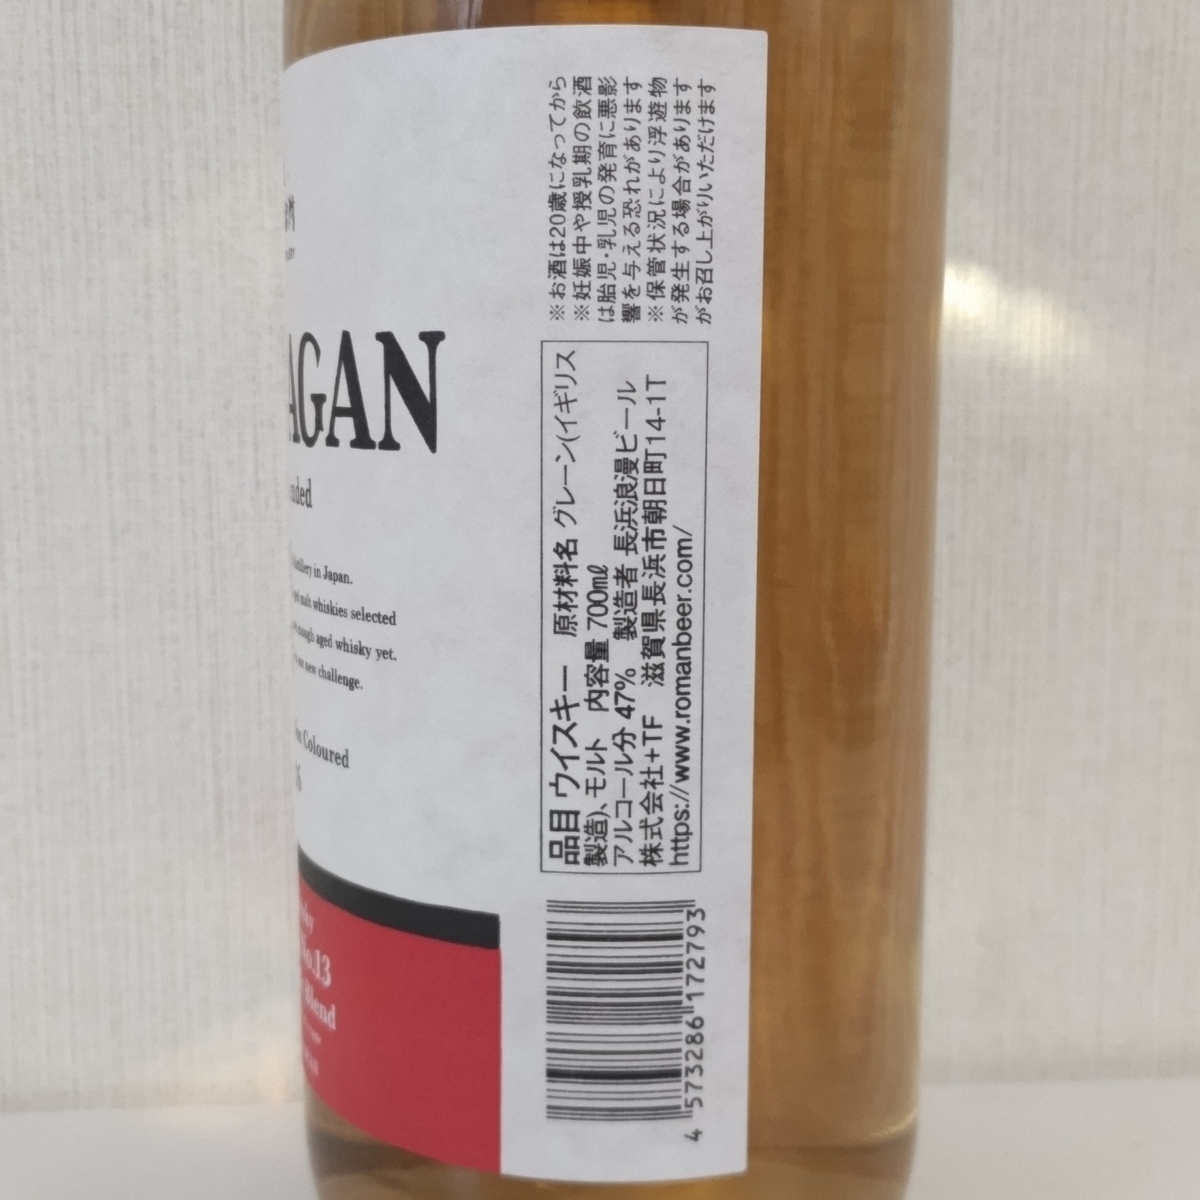 AGAN
nded
tillery in Japan.
malt whiskies selected
enough aged whisky yet.
our new challenge.
Coloured
No.13
Blend
※お酒は20歳になってから
※妊娠中や授乳期の飲酒
は胎児・乳児の発育に悪影
響を与える恐れがあります
※保管状況により浮遊物
が発生する場合があります
がお召し上がりいただけます
品目 ウイスキー 原材料名 グレーン(イギリス
製造)、モルト 内容量 700㎖
アルコール分 47% 製造者 長浜浪漫ビール
株式会社+TF 滋賀県長浜市朝日町14-1T
https://www.romanbeer.com/
4 573286 172793